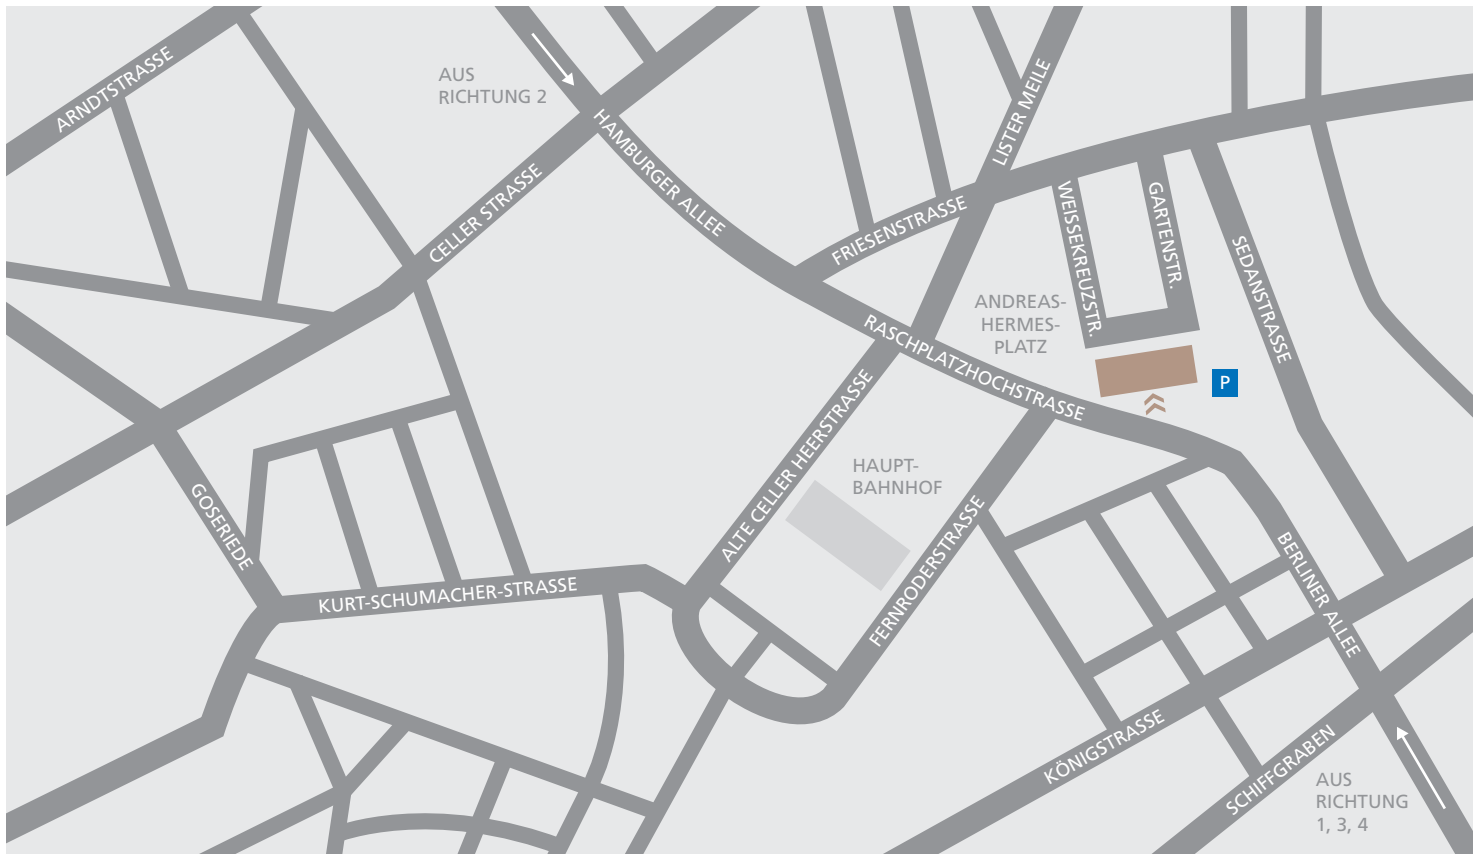 ARNDTSTRASSE
AUS
RICHTUNG 2
LISTER MEILE
HAMBURGER ALLEE
CELLER STRASSE
FRIESENSTRASSE
WEISSEKREUZSTR.
GARTENSTR.
SEDANSTRASSE
ANDREAS-
HERMES-
PLATZ
RASCHPLATZHOCHSTRASSE
P
ALTE CELLER HEERSTRASSE
HAUPT-
BAHNHOF
GOSERIEDE
FERNRODERSTRASSE
BERLINER ALLEE
KURT-SCHUMACHER-STRASSE
KÖNIGSTRASSE
SCHIFFGRABEN
AUS
RICHTUNG
1, 3, 4